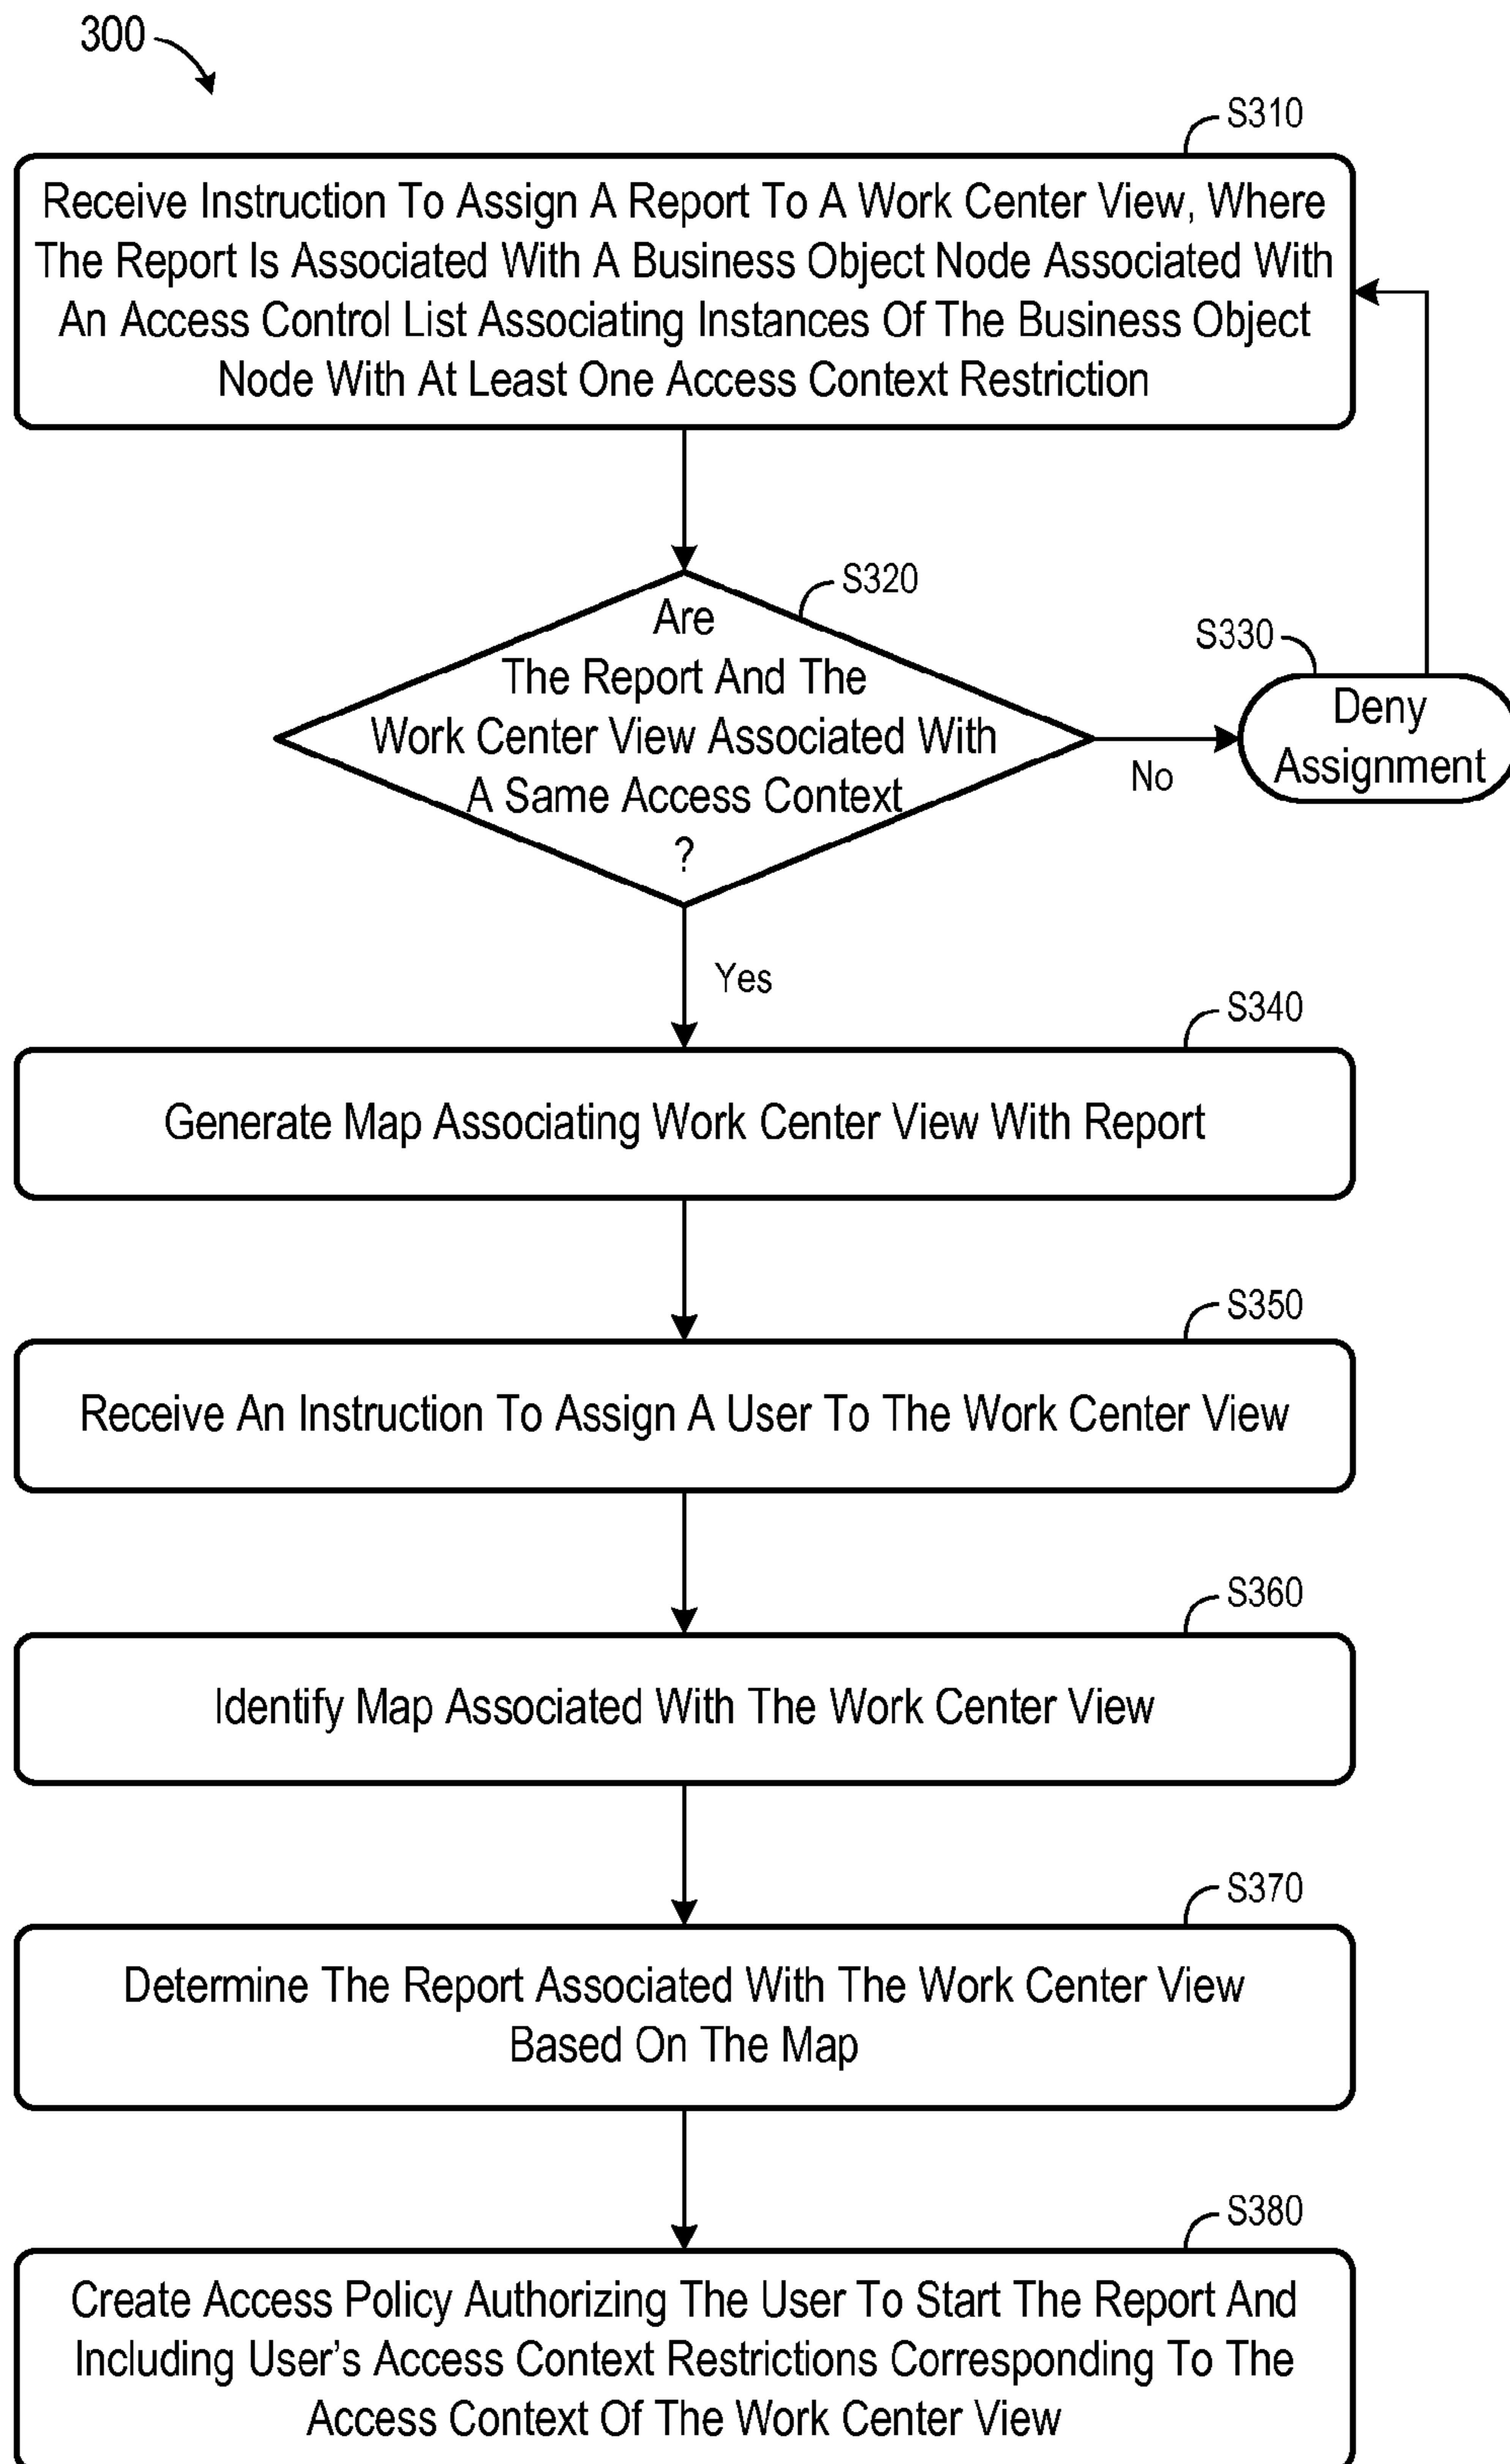 300
S310
Receive Instruction To Assign A Report To A Work Center View, Where
The Report Is Associated With A Business Object Node Associated With
An Access Control List Associating Instances Of The Business Object
Node With At Least One Access Context Restriction
S320
Are
The Report And The
Work Center View Associated With
A Same Access Context
?
S330
Deny
Assignment
No
Yes
S340
Generate Map Associating Work Center View With Report
S350
Receive An Instruction To Assign A User To The Work Center View
S360
Identify Map Associated With The Work Center View
S370
Determine The Report Associated With The Work Center View
Based On The Map
S380
Create Access Policy Authorizing The User To Start The Report And
Including User's Access Context Restrictions Corresponding To The
Access Context Of The Work Center View